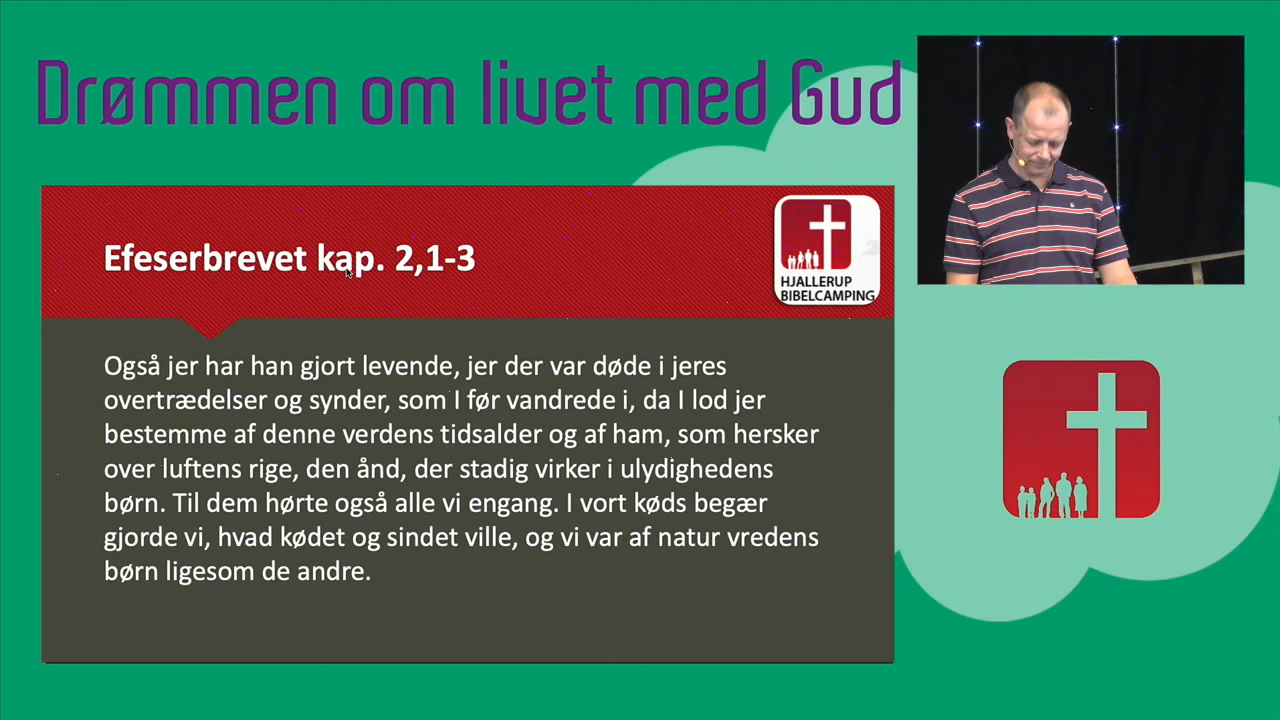 Drømmen om livet med Gud
Efeserbrevet kap. 2,1-3
HJALLERUP
BIBELCAMPING
Også jer har han gjort levende, jer der var døde i jeres
overtrædelser og synder, som I før vandrede i, da I lod jer
bestemme af denne verdens tidsalder og af ham, som hersker
over luftens rige, den ånd, der stadig virker i ulydighedens
børn. Til dem hørte også alle vi engang. I vort køds begær
gjorde vi, hvad kødet og sindet ville, og vi var af natur vredens
børn ligesom de andre.